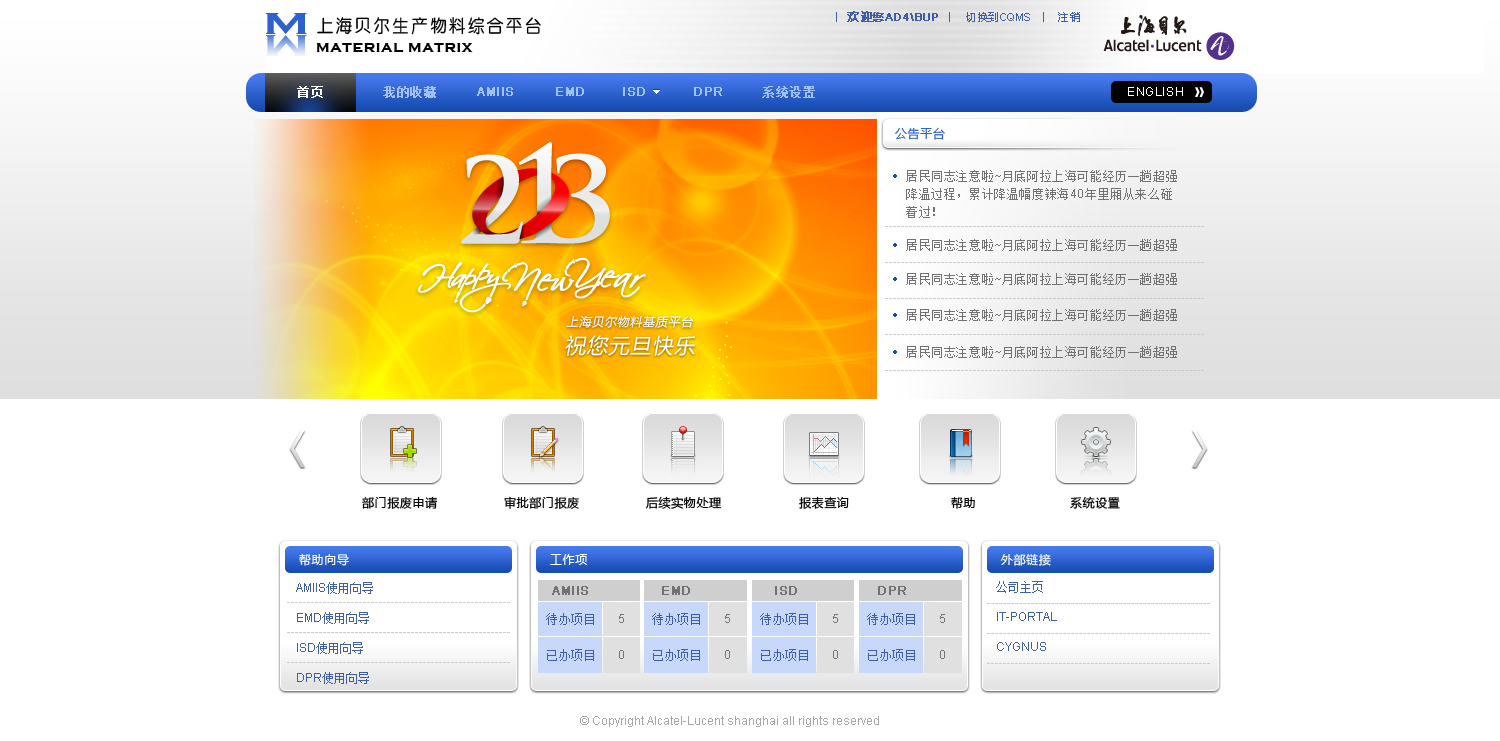 上海贝尔生产物料综合平台
MATERIAL MATRIX
| 欢迎您AD4\BUP | 切换到CQMS | 注销
上海贝尔
Alcatel·Lucent
首页 我的收藏 AMIIS EMD ISD DPR 系统设置 ENGLISH
2013
Happy New Year
上海贝尔物料基质平台
祝您元旦快乐
公告平台
居民同志注意啦~月底阿拉上海可能经历一趟超强
降温过程，累计降温幅度辣海40年里厢从来么碰
着过!
居民同志注意啦~月底阿拉上海可能经历一趟超强
居民同志注意啦~月底阿拉上海可能经历一趟超强
居民同志注意啦~月底阿拉上海可能经历一趟超强
居民同志注意啦~月底阿拉上海可能经历一趟超强
部门报废申请 审批部门报废 后续实物处理 报表查询 帮助 系统设置
帮助向导
AMIIS使用向导
EMD使用向导
ISD使用向导
DPR使用向导
工作项
AMIIS EMD ISD DPR
待办项目 5 待办项目 5 待办项目 5 待办项目 5
已办项目 0 已办项目 0 已办项目 0 已办项目 0
外部链接
公司主页
IT-PORTAL
CYGNUS
© Copyright Alcatel-Lucent shanghai all rights reserved